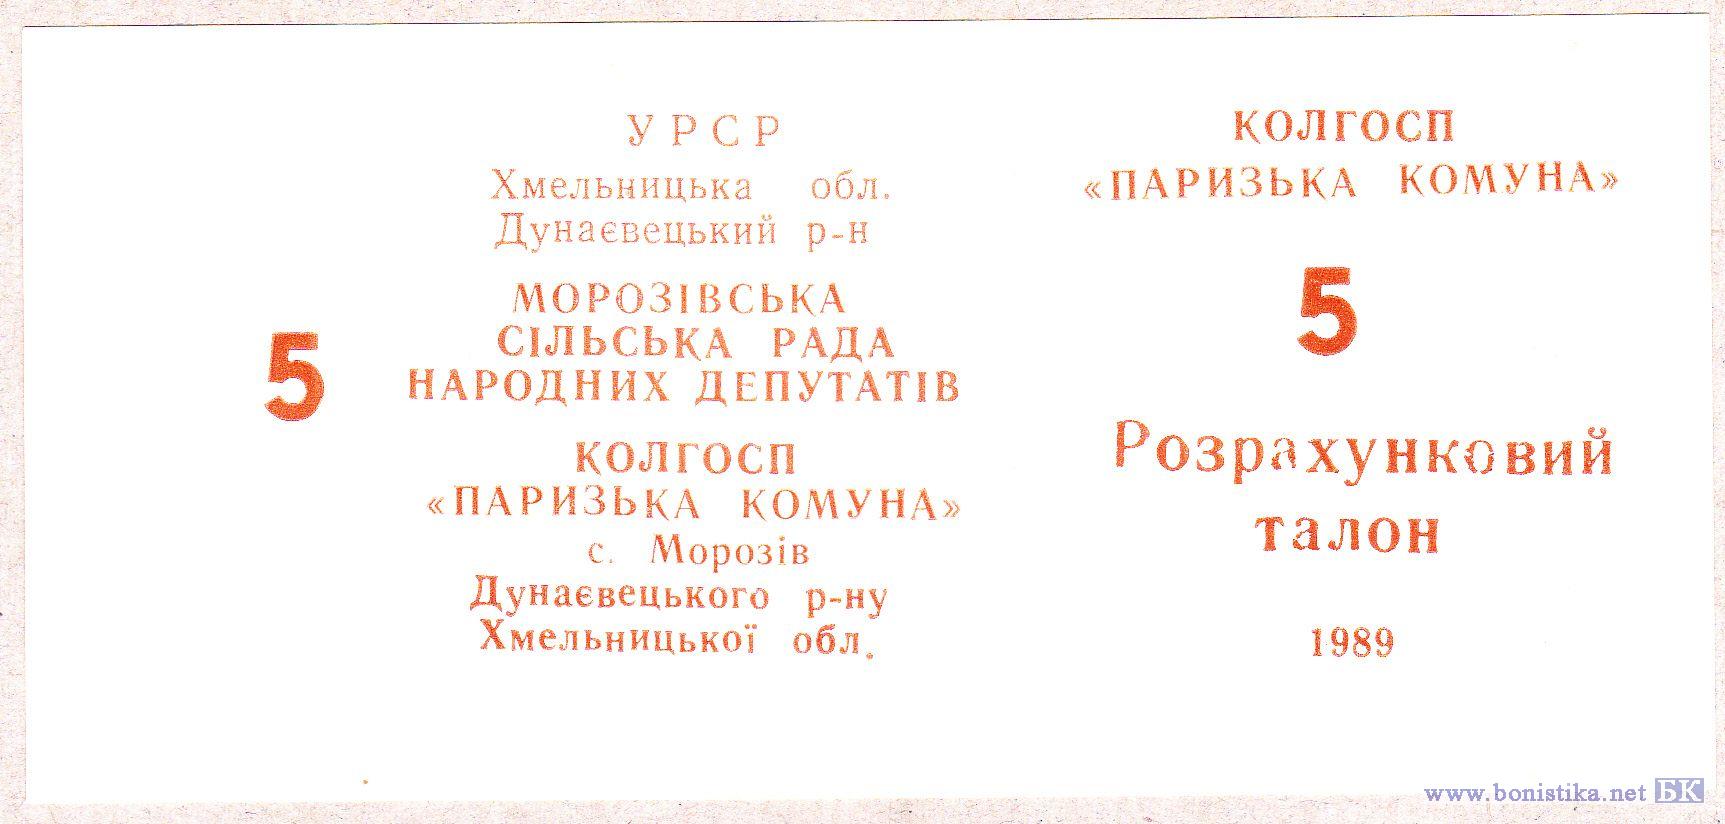 УРСР
Хмельницька обл.
Дунаєвецький р-н
МОРОЗІВСЬКА
СІЛЬСЬКА РАДА
НАРОДНИХ ДЕПУТАТІВ
5
КОЛГОСП
«ПАРИЗЬКА КОМУНА»
с. Морозів
Дунаєвецького р-ну
Хмельницької обл.
КОЛГОСП
«ПАРИЗЬКА КОМУНА»
5
Розрахунковий
талон
1989
www.bonistika.net БК